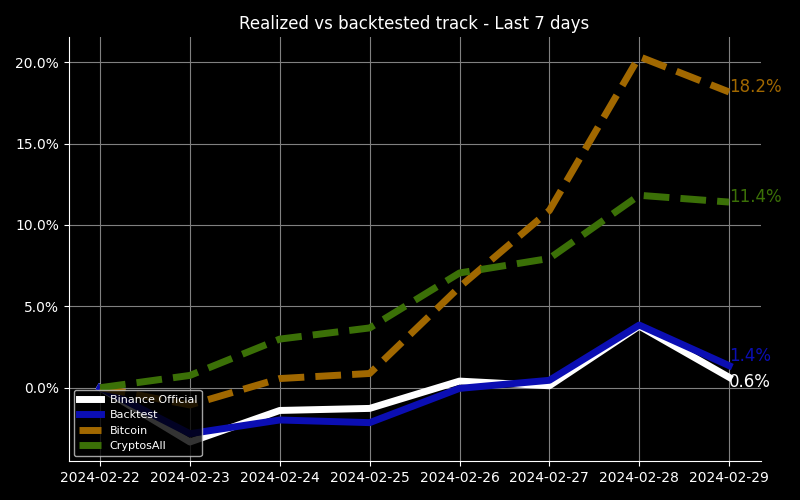 Realized vs backtested track - Last 7 days
20.0%
15.0%
10.0%
5.0%
0.0%
18.2%
11.4%
1.4%
0.6%
Binance Official
Backtest
Bitcoin
CryptosAll
2024-02-22 2024-02-23 2024-02-24 2024-02-25 2024-02-26 2024-02-27 2024-02-28 2024-02-29